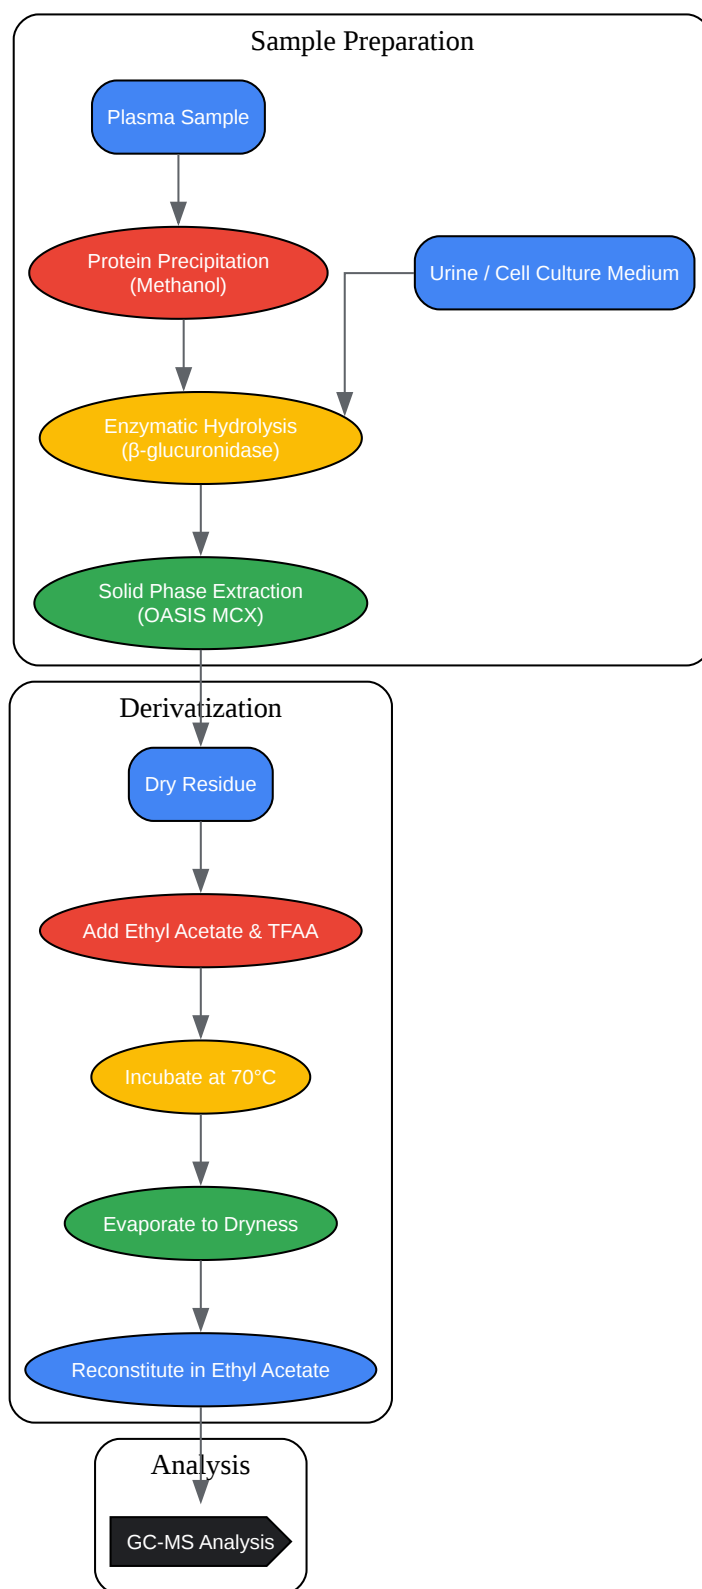 Sample Preparation
Plasma Sample
Protein Precipitation
(Methanol)
Urine / Cell Culture Medium
Enzymatic Hydrolysis
(β-glucuronidase)
Solid Phase Extraction
(OASIS MCX)
Derivatization
Dry Residue
Add Ethyl Acetate & TFAA
Incubate at 70°C
Evaporate to Dryness
Reconstitute in Ethyl Acetate
Analysis
GC-MS Analysis